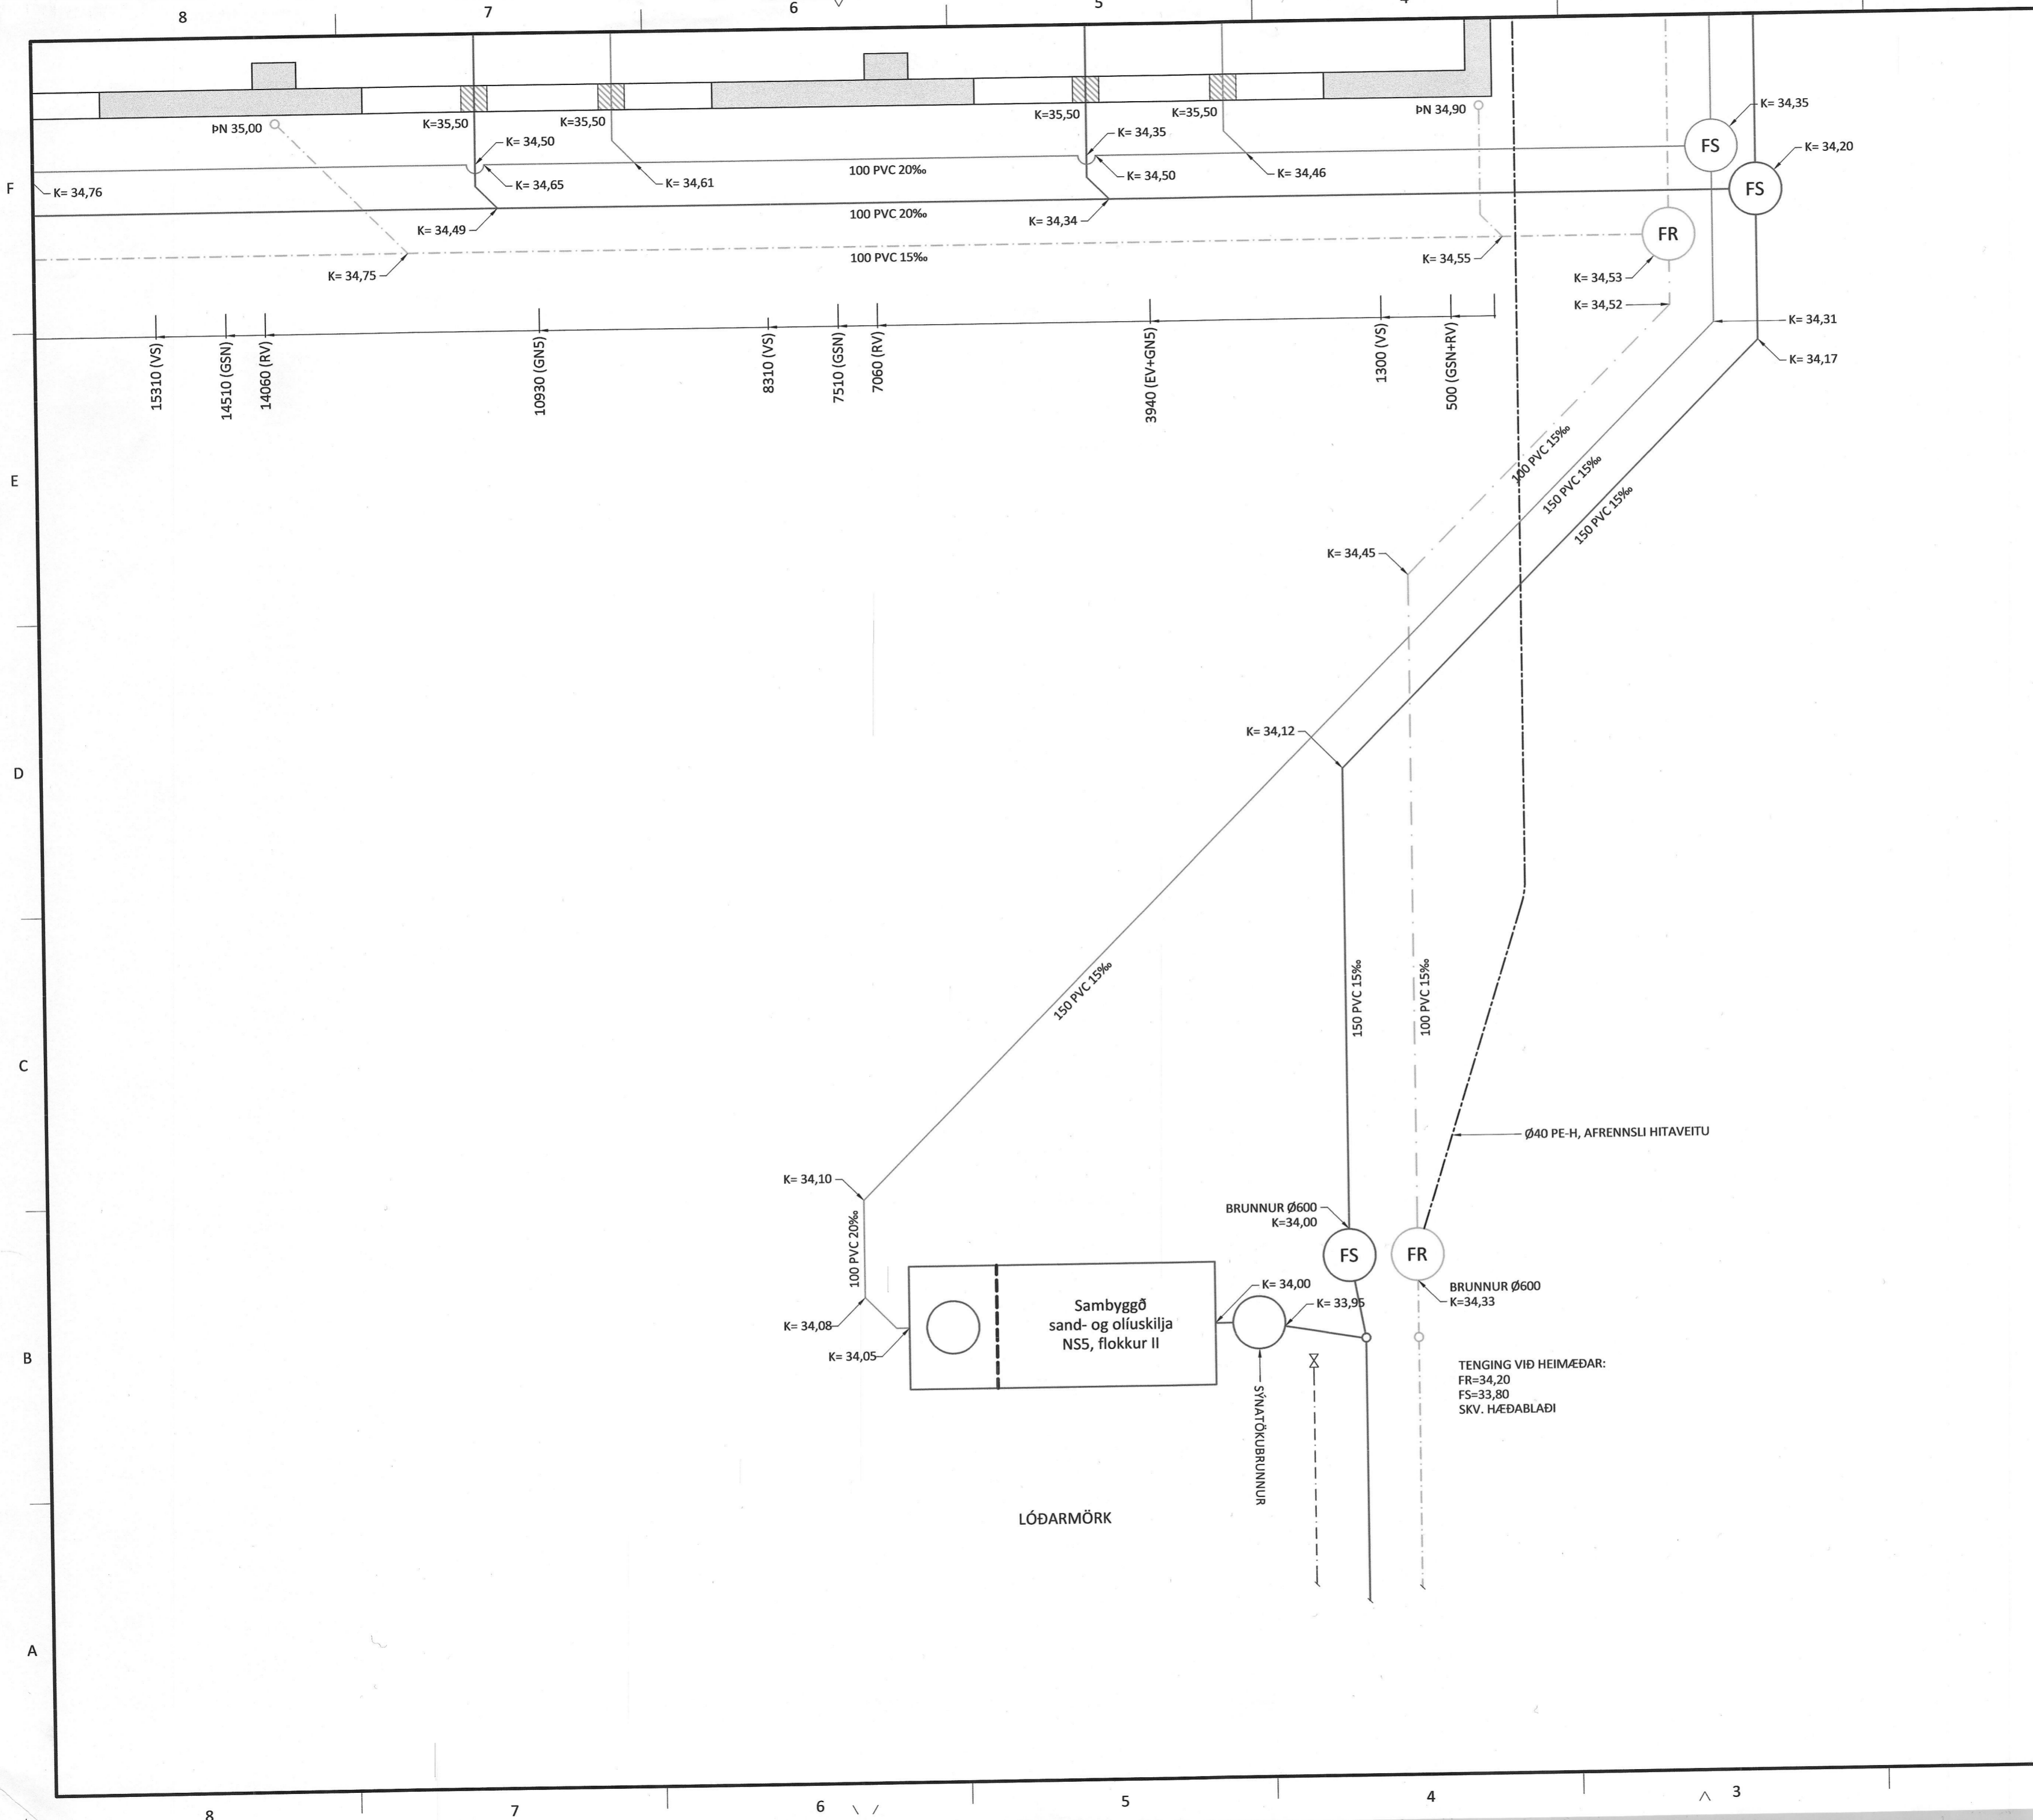 8 7 6 5 4
ÞN 35,00
K=35,50
K=35,50
K=35,50
K=35,50
ÞN 34,90
K= 34,35
K= 34,50
K= 34,35
FS
K= 34,20
F
K= 34,76
K= 34,65
K= 34,61
100 PVC 20‰
K= 34,50
K= 34,46
FS
K= 34,49
100 PVC 20‰
K= 34,34
FR
K= 34,75
100 PVC 15‰
K= 34,55
K= 34,53
K= 34,52
K= 34,31
K= 34,17
15310 (VS)
14510 (GSN)
14060 (RV)
10930 (GN5)
8310 (VS)
7510 (GSN)
7060 (RV)
3940 (EV+GN5)
1300 (VS)
500 (GSN+RV)
E
100 PVC 15‰
150 PVC 15‰
150 PVC 15‰
K= 34,45
K= 34,12
D
150 PVC 15‰
150 PVC 15‰
100 PVC 15‰
C
Ø40 PE-H, AFRENNSLI HITAVEITU
K= 34,10
100 PVC 20‰
BRUNNUR Ø600
K=34,00
FS
FR
K= 34,00
BRUNNUR Ø600
K=34,33
K= 33,95
Sambyggð
sand- og olíuskilja
NS5, flokkur II
K= 34,08
K= 34,05
B
SÝNATÖKUBRUNNUR
TENGING VIÐ HEIMÆÐAR:
FR=34,20
FS=33,80
SKV. HÆÐABLAÐI
LÓÐARMÖRK
A
8 7 6 5 4 3